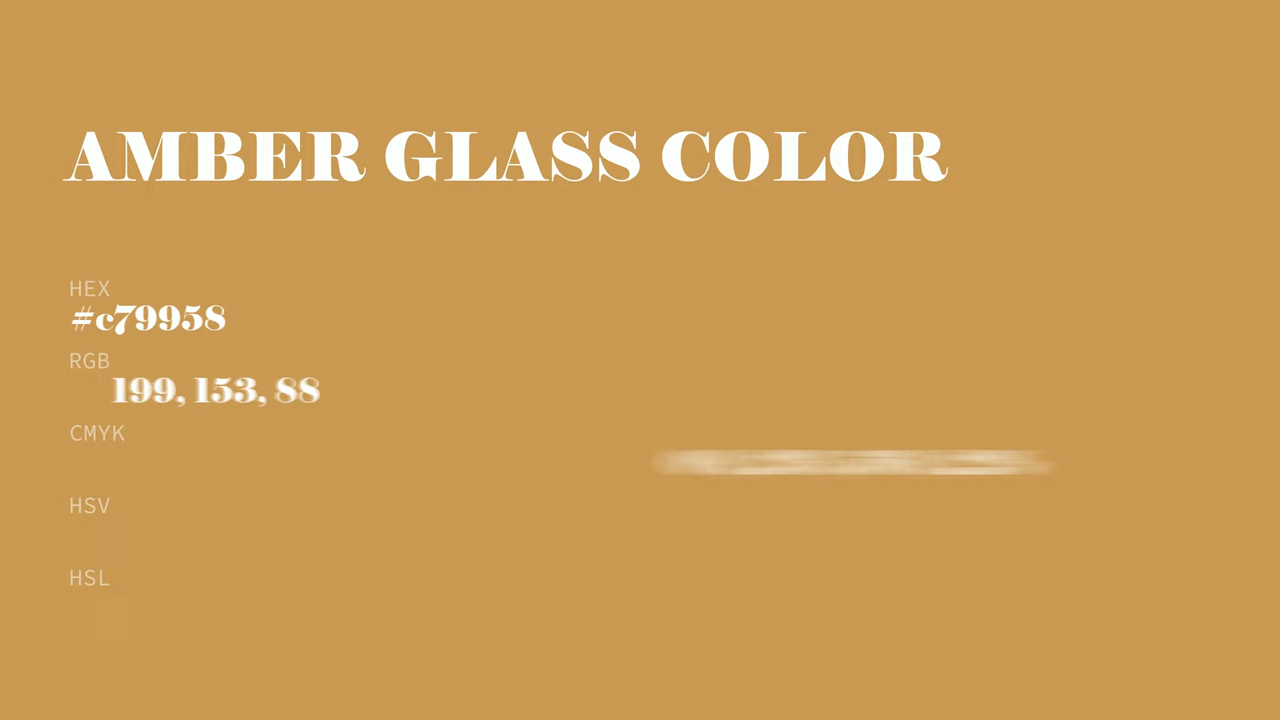 AMBER GLASS COLOR
HEX
#c79958
RGB
199, 153, 88
CMYK
HSV
HSL